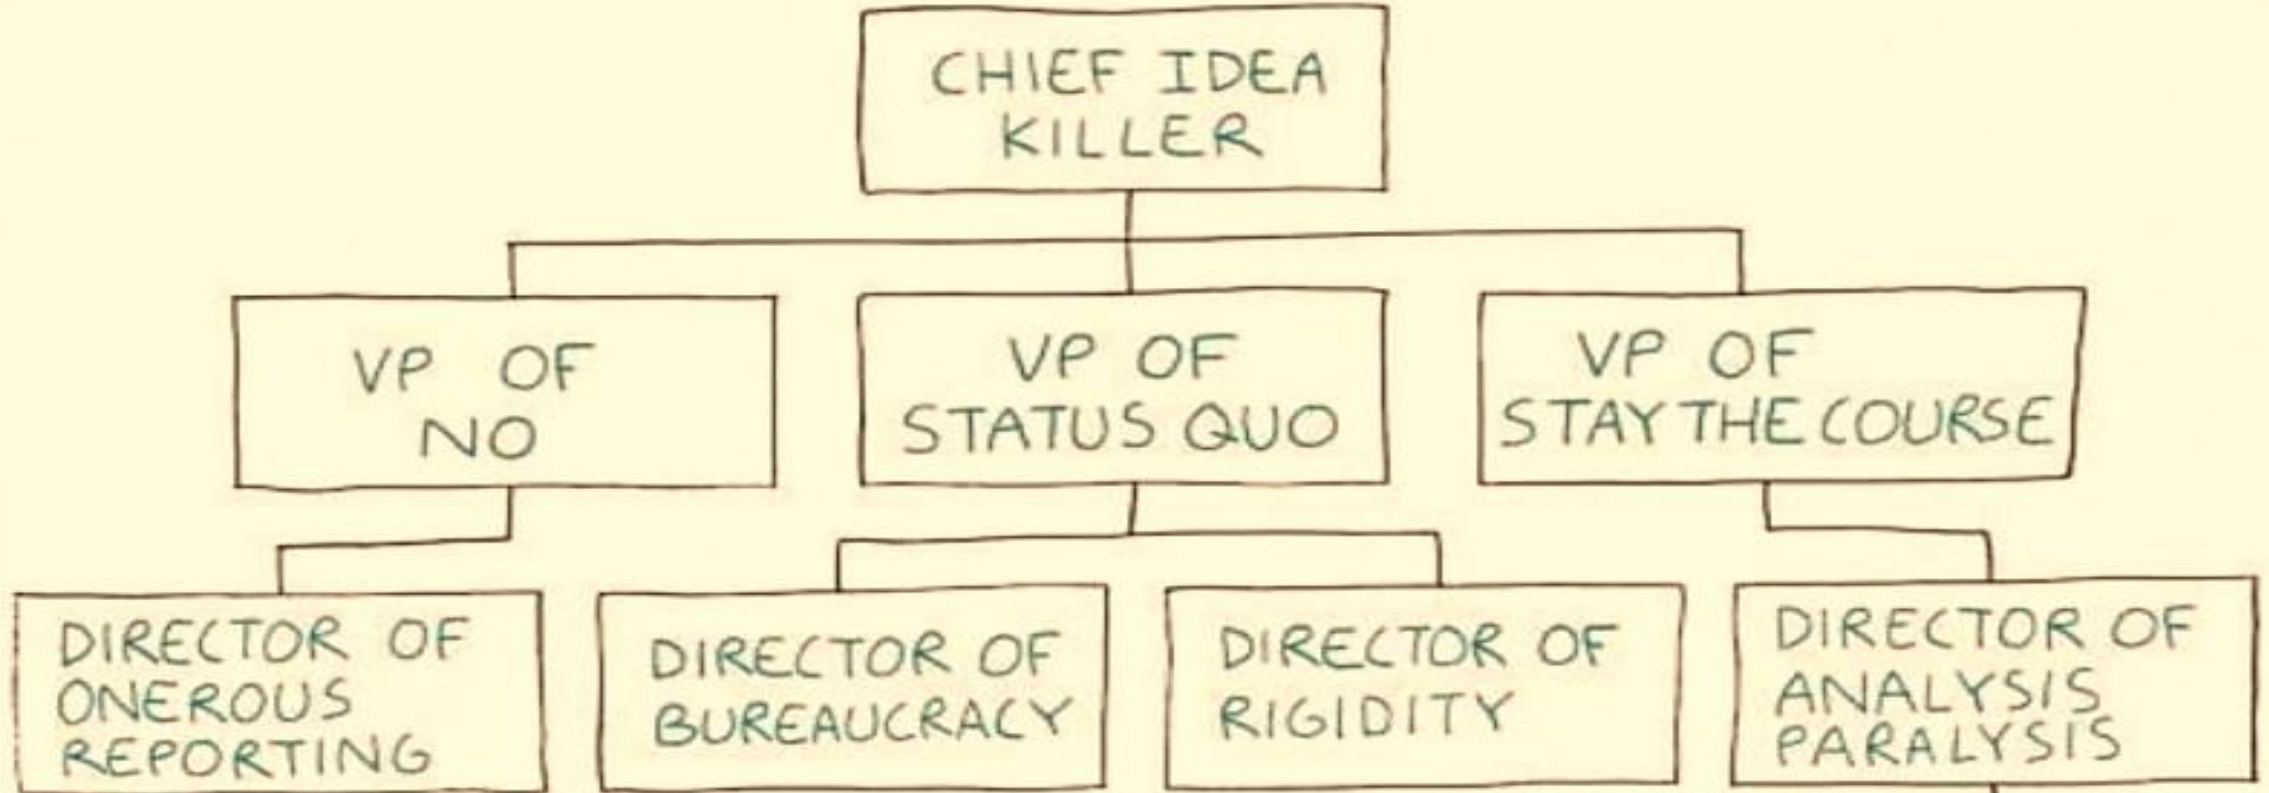 CHIEF IDEA
KILLER
VP OF
NO
VP OF
STATUS QUO
VP OF
STAY THE COURSE
DIRECTOR OF
ONEROUS
REPORTING
DIRECTOR OF
BUREAUCRACY
DIRECTOR OF
RIGIDITY
DIRECTOR OF
ANALYSIS
PARALYSIS